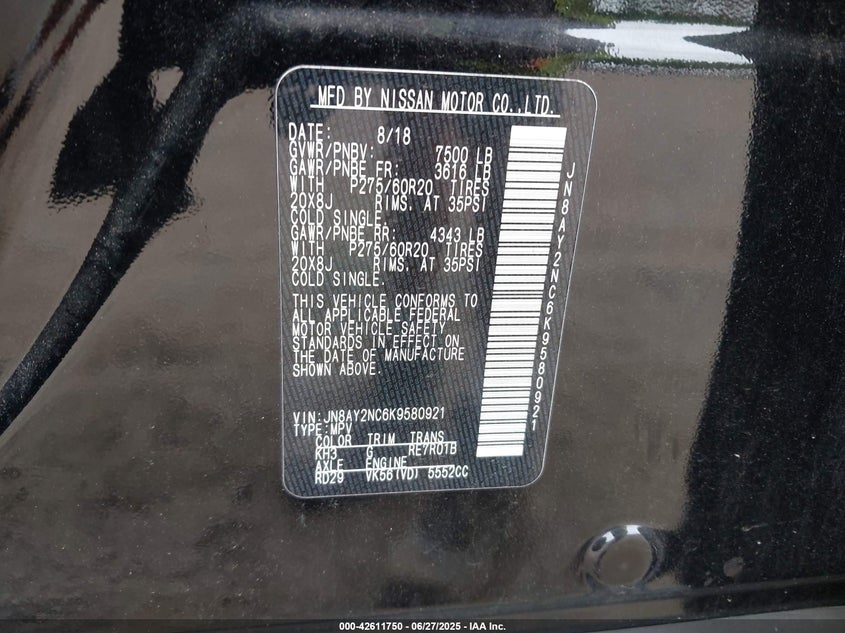 MFD BY NISSAN MOTOR CO.,LTD.
DATE: 8/18
GVWR/PNBV: 7500 LB
GAWR/PNBE FR: 3616 LB
WITH P275/60R20 TIRES
20X8J RIMS, AT 35PSI
COLD SINGLE.
GAWR/PNBE RR: 4343 LB
WITH P275/60R20 TIRES
20X8J RIMS, AT 35PSI
COLD SINGLE.
THIS VEHICLE CONFORMS TO
ALL APPLICABLE FEDERAL
MOTOR VEHICLE SAFETY
STANDARDS IN EFFECT ON
THE DATE OF MANUFACTURE
SHOWN ABOVE.
VIN:JN8AY2NC6K9580921
TYPE:MPV
COLOR TRIM TRANS
KH3 G RE7R01B
AXLE ENGINE
RD29 VK56(VD) 5552CC
JN8AY2NC6K9580921
000-42611750 - 06/27/2025 - IAA Inc.